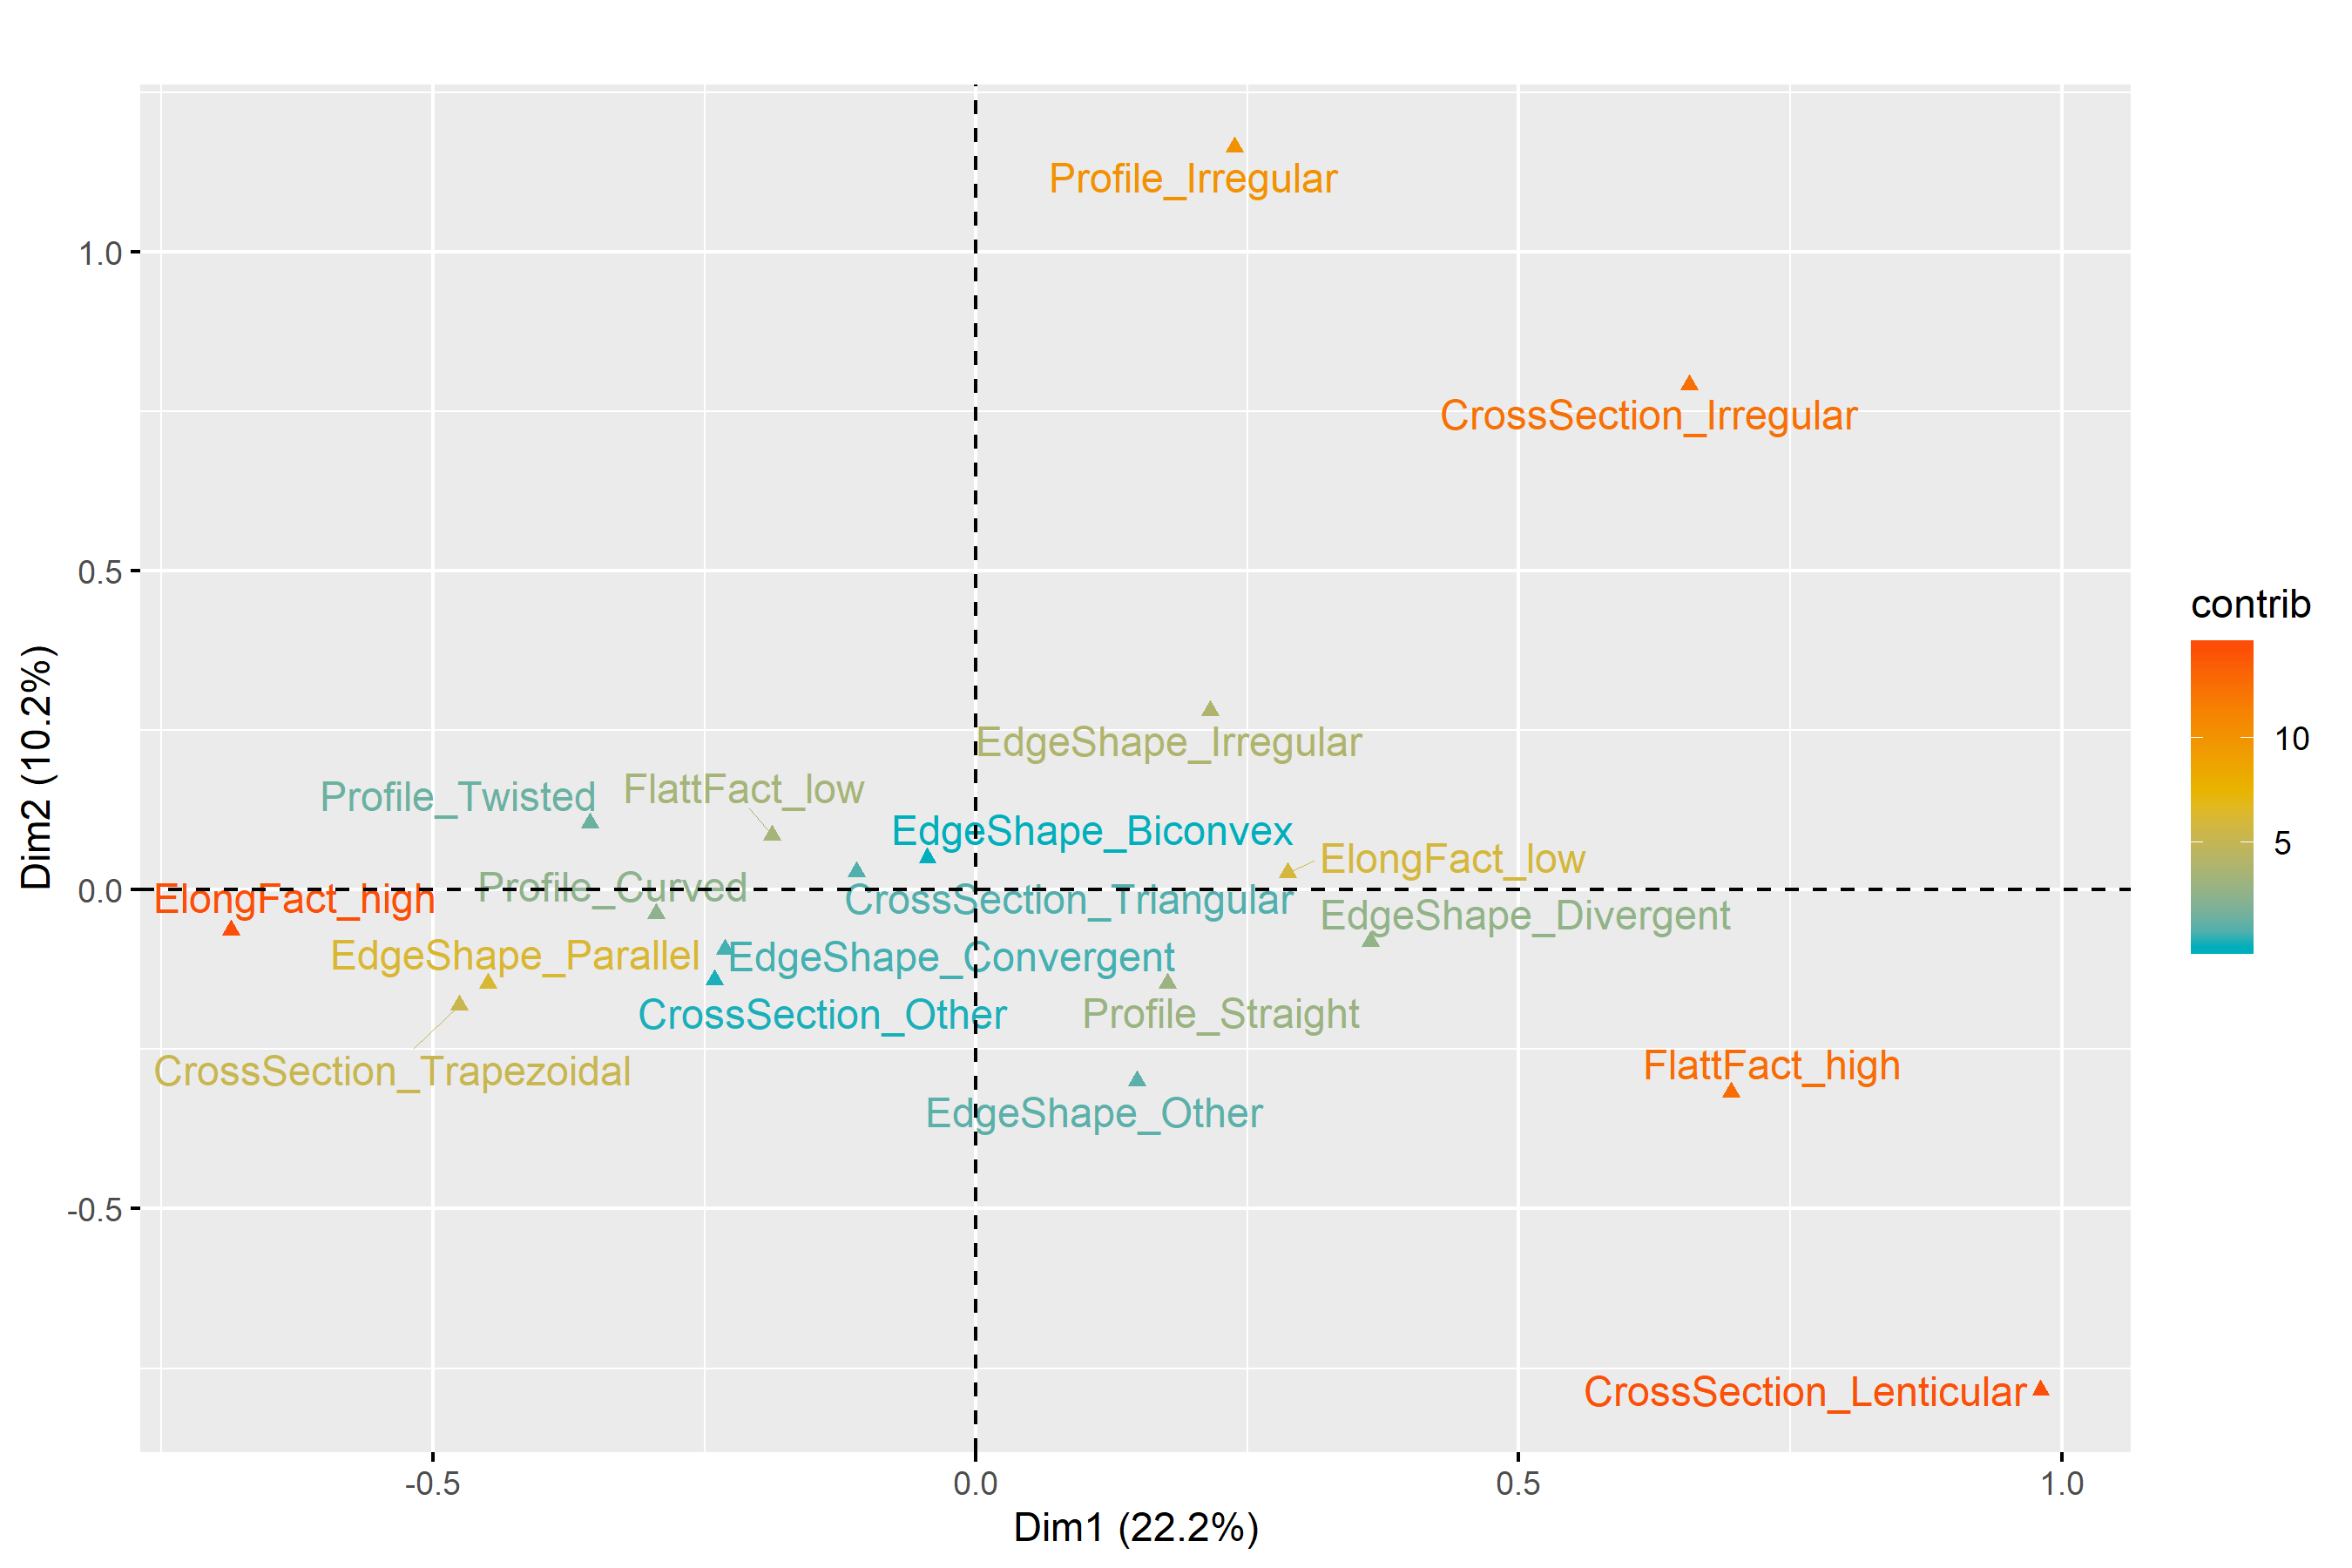 Profile_Irregular
1.0
CrossSection_Irregular
0.5
contrib
Dim2 (10.2%)
EdgeShape_Irregular
10
Profile_Twisted
FlattFact_low
EdgeShape_Biconvex
5
ElongFact_low
0.0
ElongFact_high
Profile_Curved
CrossSection_Triangular
EdgeShape_Divergent
EdgeShape_Parallel
EdgeShape_Convergent
CrossSection_Other
Profile_Straight
CrossSection_Trapezoidal
FlattFact_high
EdgeShape_Other
-0.5
CrossSection_Lenticular
-0.5
0.0
0.5
1.0
Dim1 (22.2%)